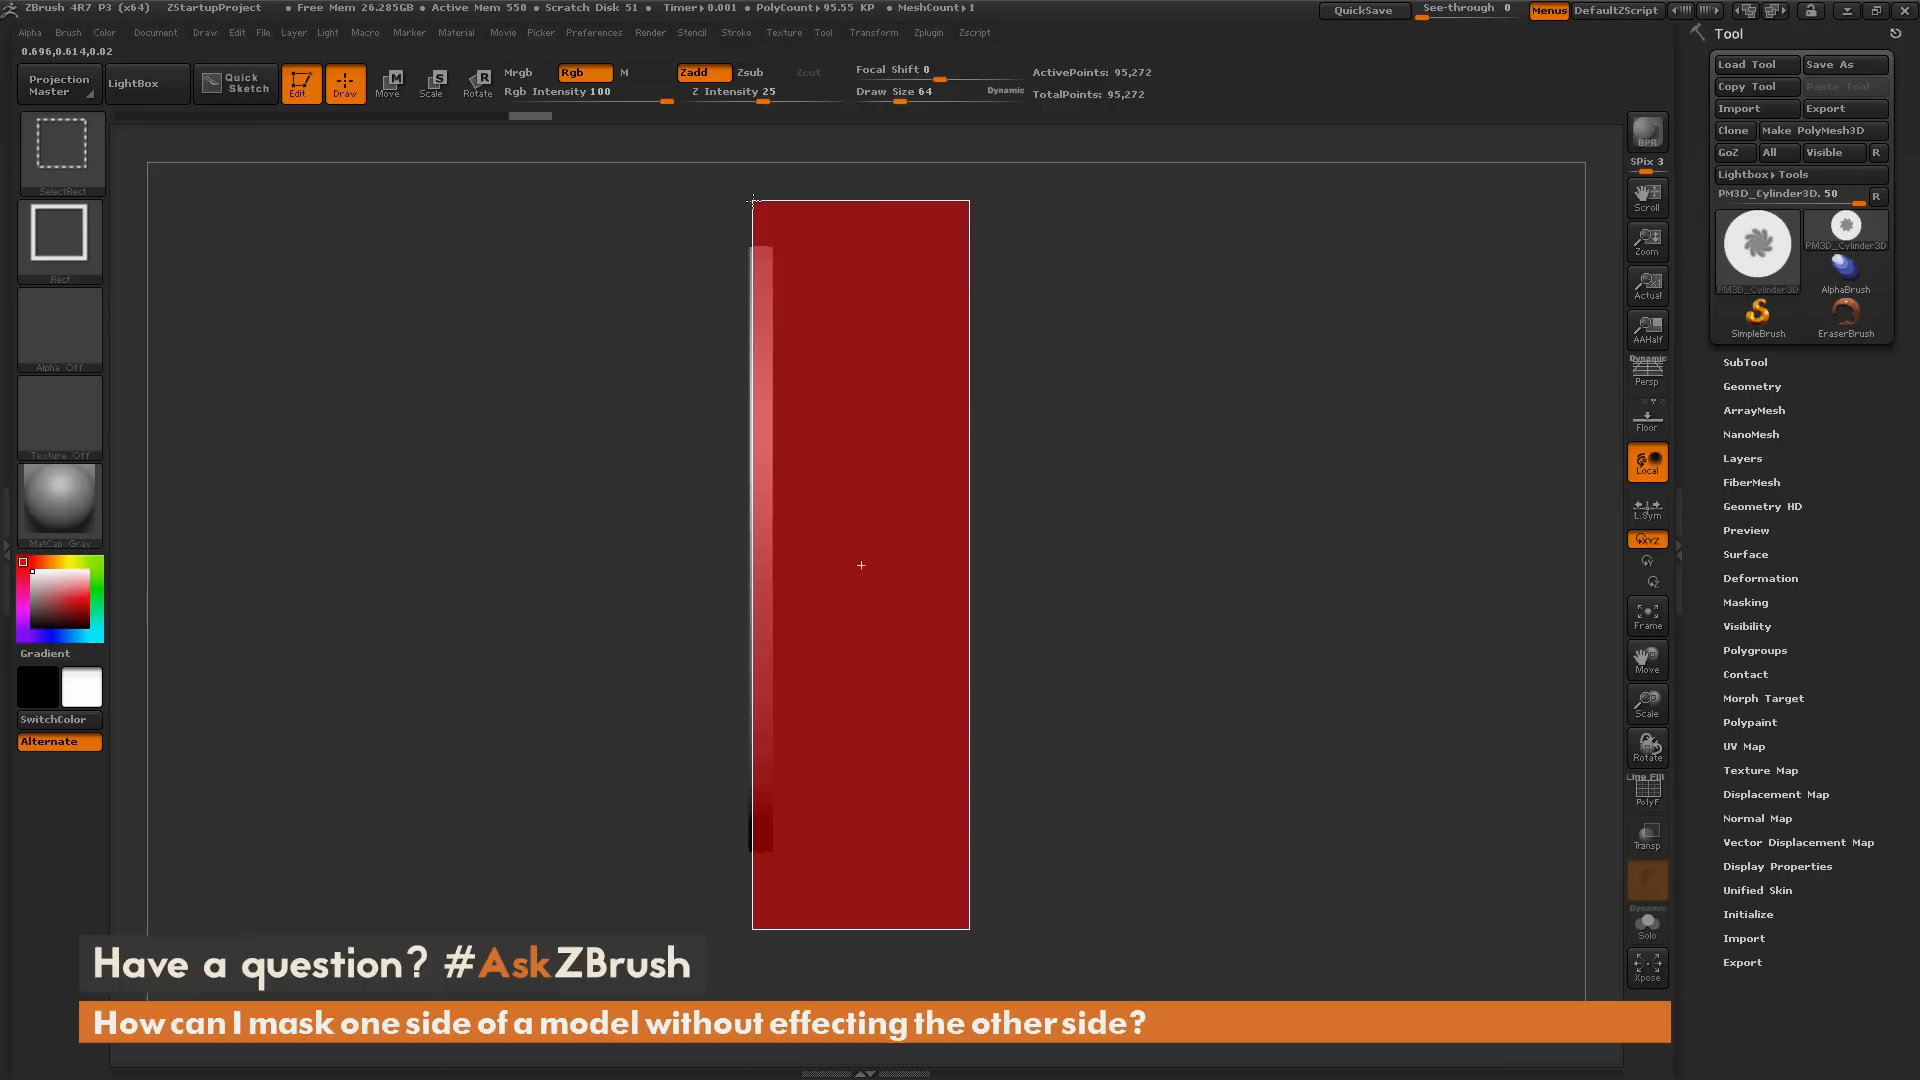 ZBrush 4R7 P3 (x64) ZStartupProject • Free Mem 26.285GB • Active Mem 550 • Scratch Disk 51 • Timer▸0.001 • PolyCount▸95.55 KP • MeshCount▸1
QuickSave See-through 0 Menus DefaultZScript
Alpha Brush Color Document Draw Edit File Layer Light Macro Marker Material Movie Picker Preferences Render Stencil Stroke Texture Tool Transform Zplugin Zscript
0.696,0.614,0.02
Projection Master
LightBox
Quick Sketch
Edit
Draw
Move
Scale
Rotate
Mrgb Rgb M
Rgb Intensity 100
Zadd Zsub Zcut
Z Intensity 25
Focal Shift 0
Draw Size 64 Dynamic
ActivePoints: 95,272
TotalPoints: 95,272
SelectRect
Rect
Alpha Off
Texture Off
MatCap Gray
Gradient
SwitchColor
Alternate
BPR
SPix 3
Scroll
Zoom
Actual
AAHalf
Dynamic
Persp
Floor
Local
L.Sym
XYZ
Y
Z
Frame
Move
Scale
Rotate
Line Fill
PolyF
Transp
Dynamic
Solo
Xpose
Tool
Load Tool Save As
Copy Tool Paste Tool
Import Export
Clone Make PolyMesh3D
GoZ All Visible R
Lightbox▸Tools
PM3D_Cylinder3D. 50 R
PM3D_Cylinder3D
PM3D_Cylinder3D
AlphaBrush
SimpleBrush
EraserBrush
SubTool
Geometry
ArrayMesh
NanoMesh
Layers
FiberMesh
Geometry HD
Preview
Surface
Deformation
Masking
Visibility
Polygroups
Contact
Morph Target
Polypaint
UV Map
Texture Map
Displacement Map
Normal Map
Vector Displacement Map
Display Properties
Unified Skin
Initialize
Import
Export
Have a question? #AskZBrush
How can I mask one side of a model without effecting the other side?